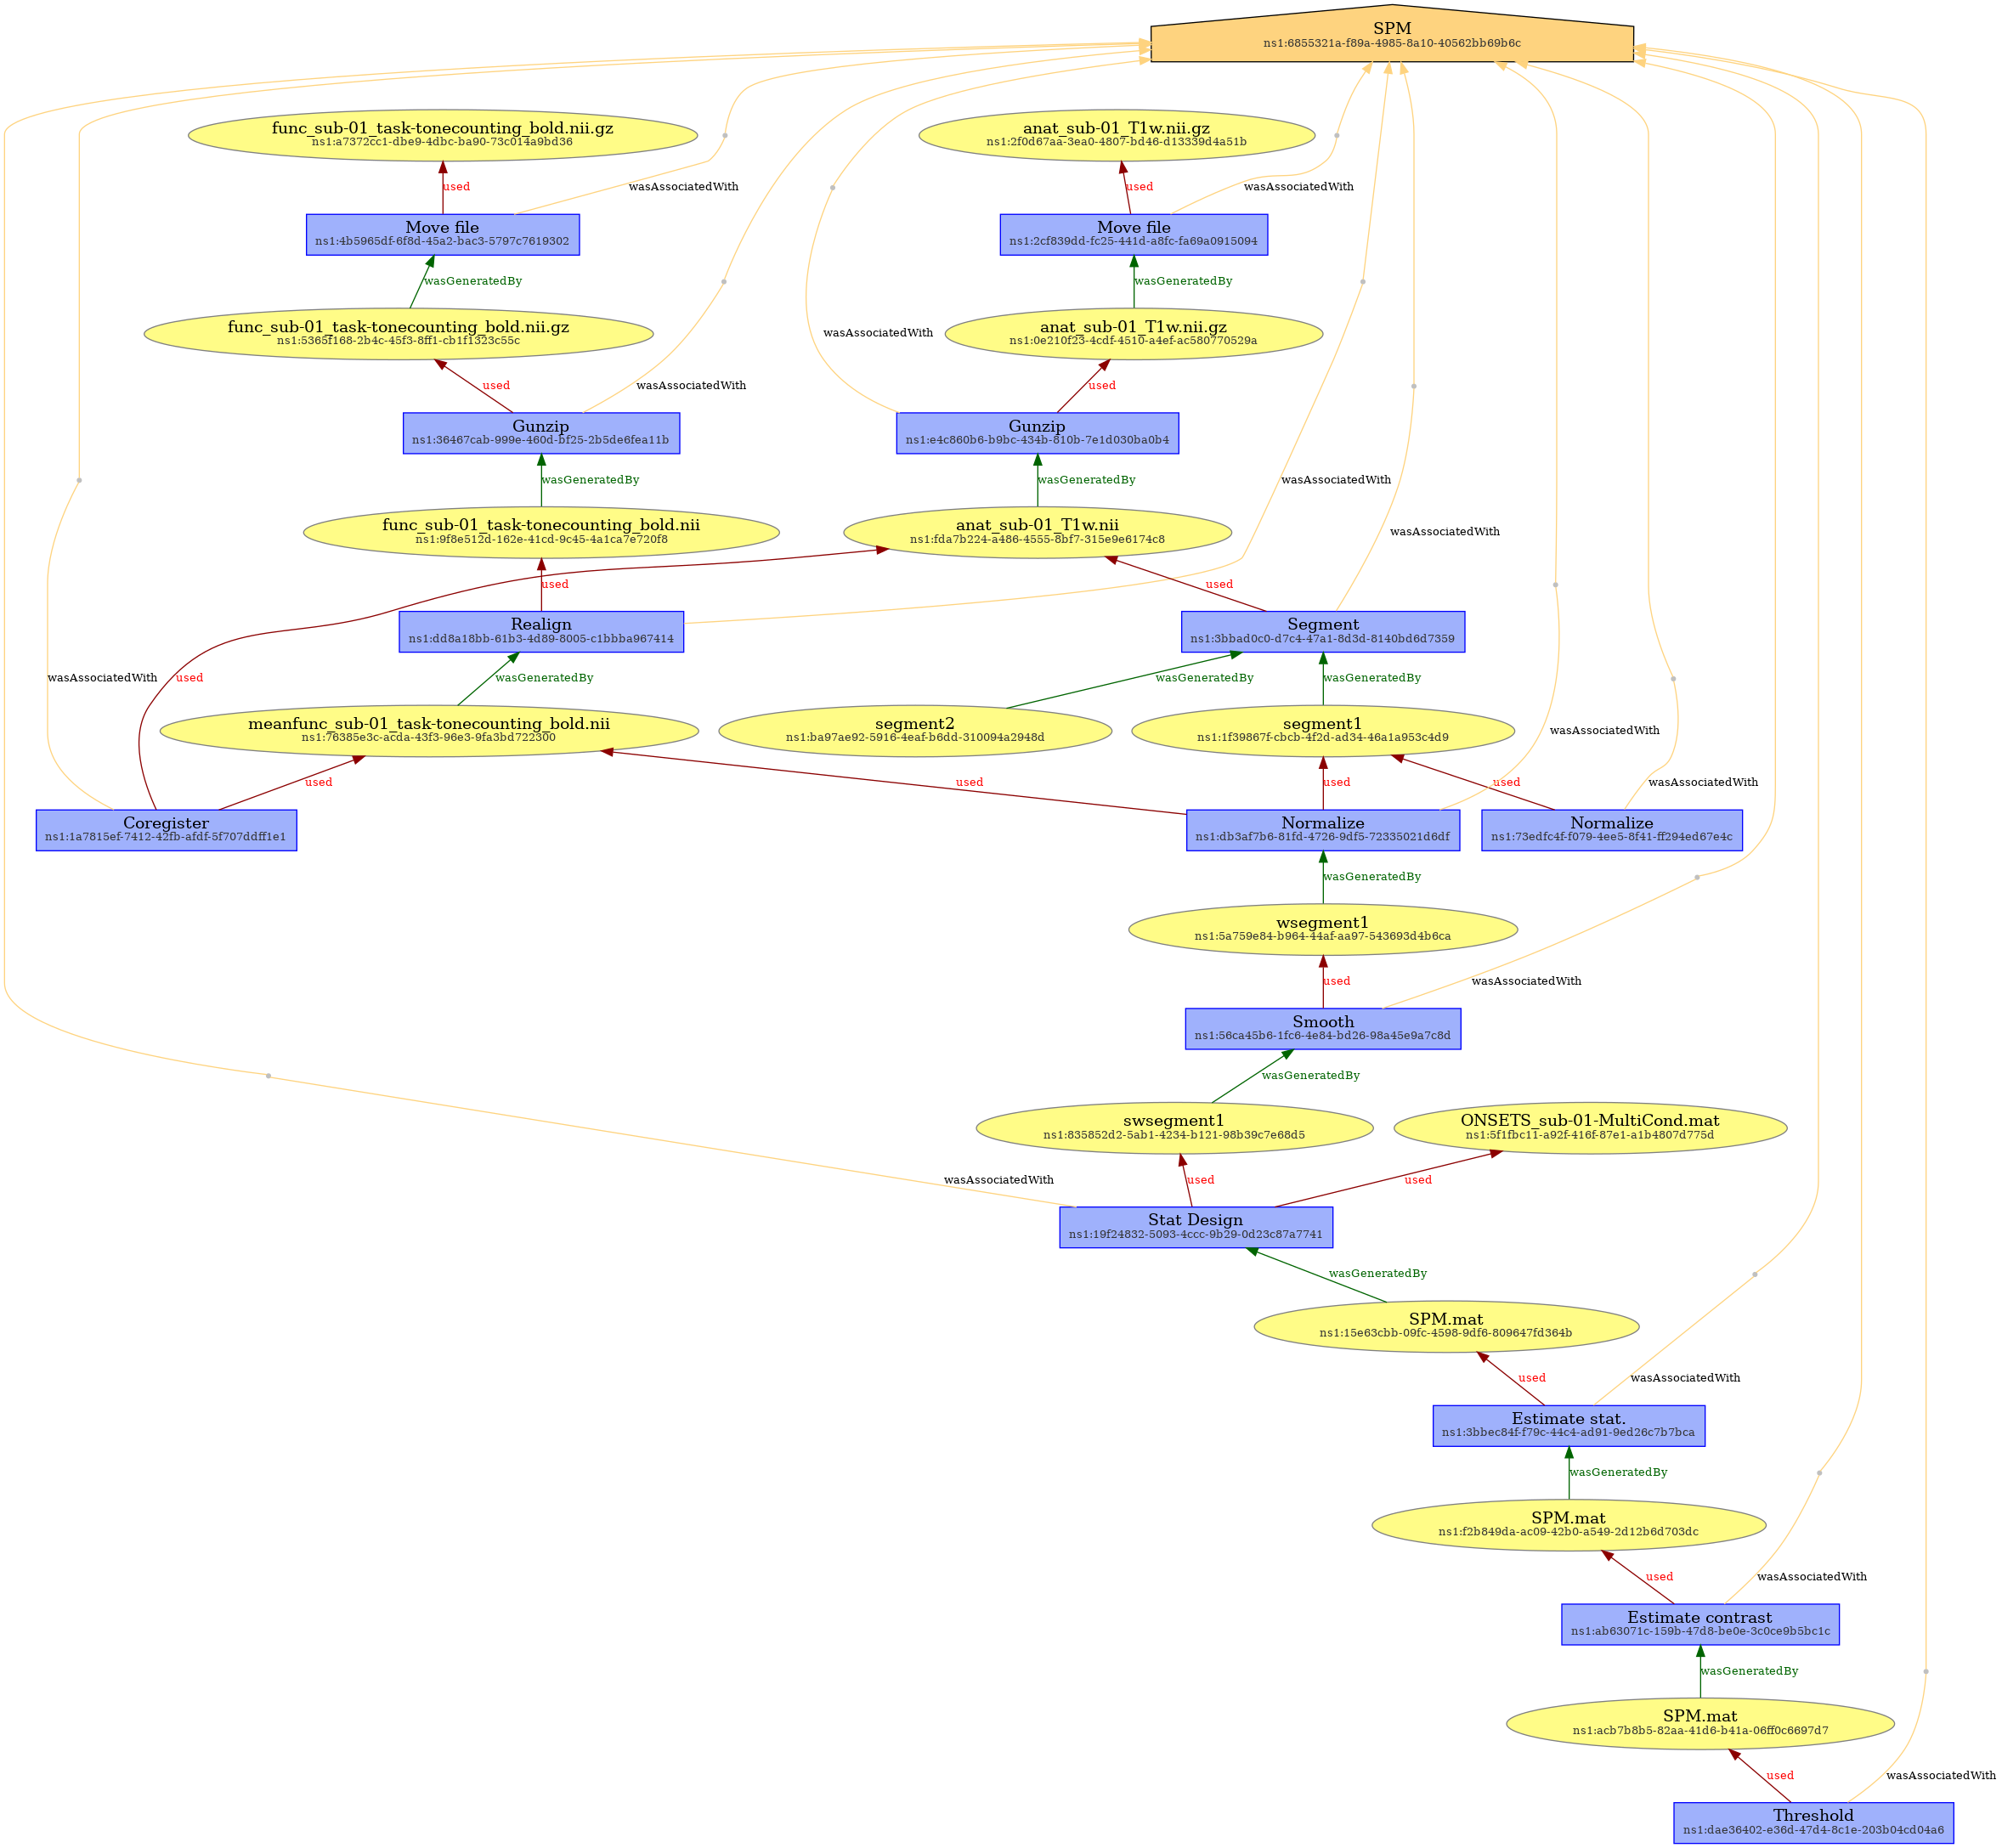 SPM
ns1:6855321a-f89a-4985-8a10-40562bb69b6c
func_sub-01_task-tonecounting_bold.nii.gz
ns1:a7372cc1-dbe9-4dbc-ba90-73c014a9bd36
anat_sub-01_T1w.nii.gz
ns1:2f0d67aa-3ea0-4807-bd46-d13339d4a51b
used
wasAssociatedWith
used
wasAssociatedWith
Move file
ns1:4b5965df-6f8d-45a2-bac3-5797c7619302
Move file
ns1:2cf839dd-fc25-441d-a8fc-fa69a0915094
wasGeneratedBy
wasGeneratedBy
func_sub-01_task-tonecounting_bold.nii.gz
ns1:5365f168-2b4c-45f3-8ff1-cb1f1323c55c
wasAssociatedWith
anat_sub-01_T1w.nii.gz
ns1:0e210f23-4cdf-4510-a4ef-ac580770529a
used
wasAssociatedWith
used
Gunzip
ns1:36467cab-999e-460d-bf25-2b5de6fea11b
Gunzip
ns1:e4c860b6-b9bc-434b-810b-7e1d030ba0b4
wasGeneratedBy
wasGeneratedBy
wasAssociatedWith
func_sub-01_task-tonecounting_bold.nii
ns1:9f8e512d-162e-41cd-9c45-4a1ca7e720f8
anat_sub-01_T1w.nii
ns1:fda7b224-a486-4555-8bf7-315e9e6174c8
wasAssociatedWith
used
used
Realign
ns1:dd8a18bb-61b3-4d89-8005-c1bbba967414
Segment
ns1:3bbad0c0-d7c4-47a1-8d3d-8140bd6d7359
wasAssociatedWith
used
wasGeneratedBy
wasGeneratedBy
wasGeneratedBy
meanfunc_sub-01_task-tonecounting_bold.nii
ns1:76385e3c-acda-43f3-96e3-9fa3bd722300
segment2
ns1:ba97ae92-5916-4eaf-b6dd-310094a2948d
segment1
ns1:1f39867f-cbcb-4f2d-ad34-46a1a953c4d9
wasAssociatedWith
used
used
used
used
wasAssociatedWith
Coregister
ns1:1a7815ef-7412-42fb-afdf-5f707ddff1e1
Normalize
ns1:db3af7b6-81fd-4726-9df5-72335021d6df
Normalize
ns1:73edfc4f-f079-4ee5-8f41-ff294ed67e4c
wasGeneratedBy
wsegment1
ns1:5a759e84-b964-44af-aa97-543693d4b6ca
used
wasAssociatedWith
Smooth
ns1:56ca45b6-1fc6-4e84-bd26-98a45e9a7c8d
wasGeneratedBy
swsegment1
ns1:835852d2-5ab1-4234-b121-98b39c7e68d5
ONSETS_sub-01-MultiCond.mat
ns1:5f1fbc11-a92f-416f-87e1-a1b4807d775d
wasAssociatedWith
used
used
Stat Design
ns1:19f24832-5093-4ccc-9b29-0d23c87a7741
wasGeneratedBy
SPM.mat
ns1:15e63cbb-09fc-4598-9df6-809647fd364b
used
wasAssociatedWith
Estimate stat.
ns1:3bbec84f-f79c-44c4-ad91-9ed26c7b7bca
wasGeneratedBy
SPM.mat
ns1:f2b849da-ac09-42b0-a549-2d12b6d703dc
used
wasAssociatedWith
Estimate contrast
ns1:ab63071c-159b-47d8-be0e-3c0ce9b5bc1c
wasGeneratedBy
SPM.mat
ns1:acb7b8b5-82aa-41d6-b41a-06ff0c6697d7
used
wasAssociatedWith
Threshold
ns1:dae36402-e36d-47d4-8c1e-203b04cd04a6